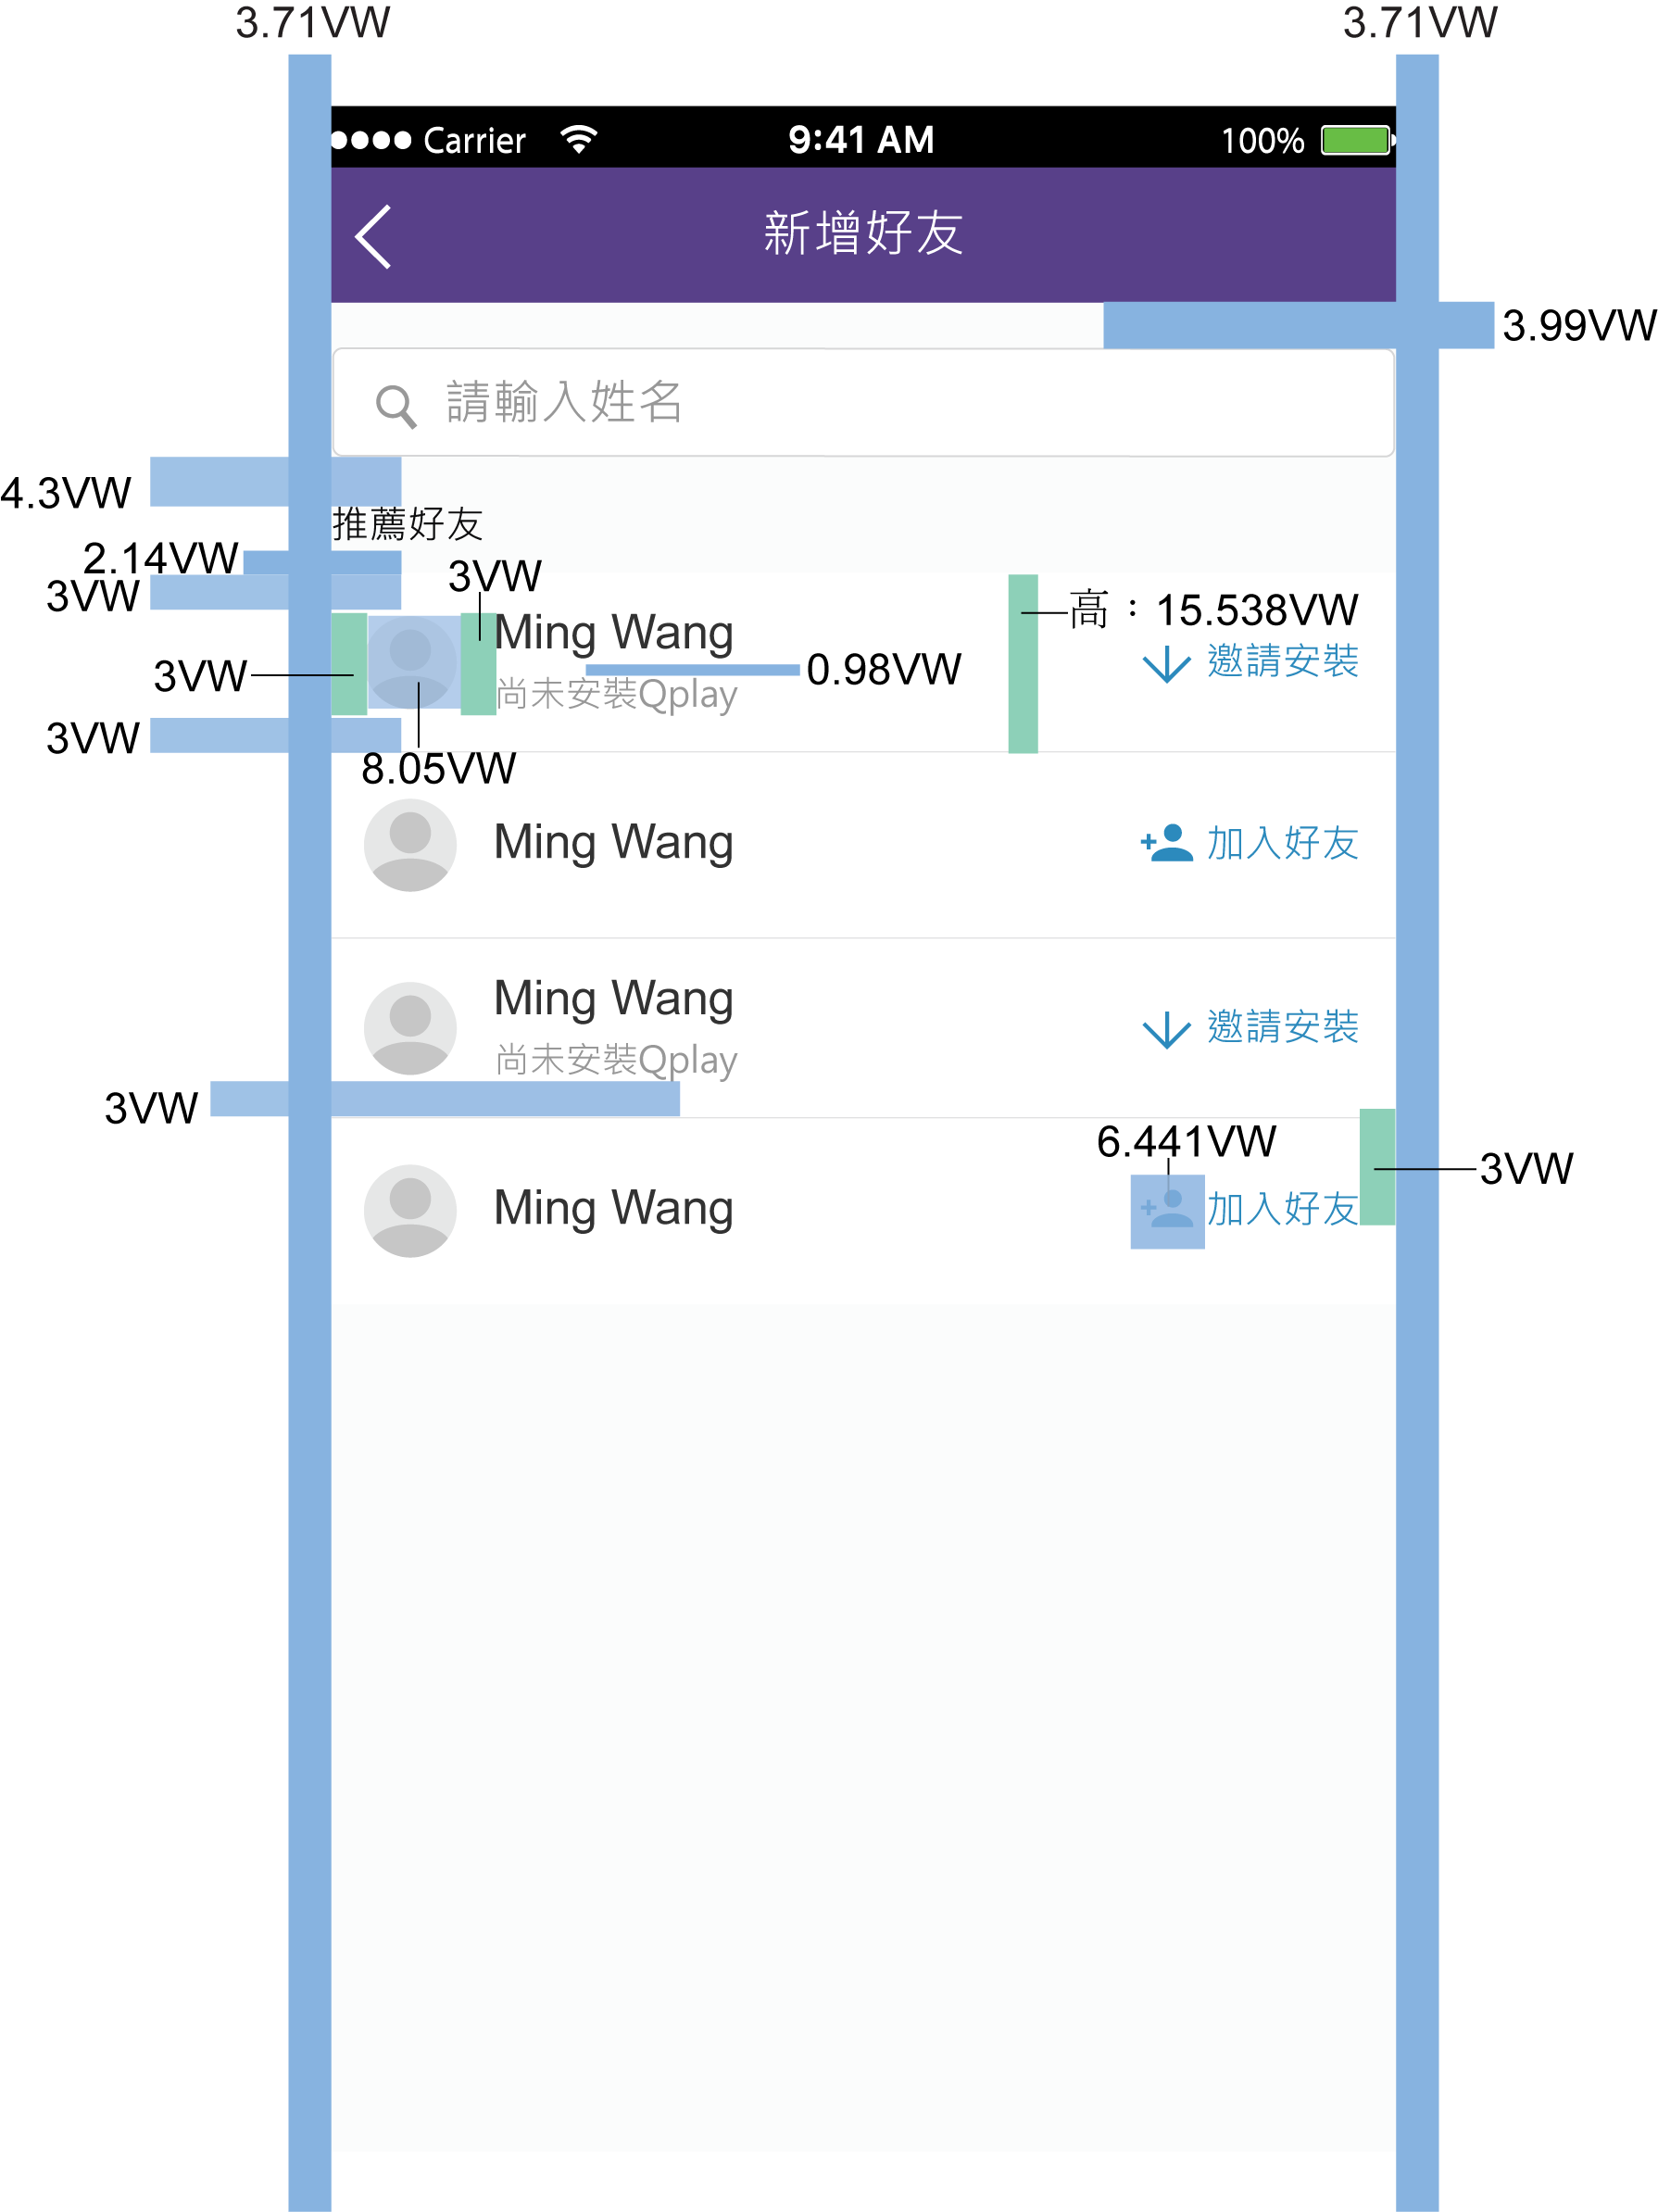 3.71VW 3.71VW
Carrier 9:41 AM 100%
新增好友
3.99VW
請輸入姓名
4.3VW
推薦好友
2.14VW
3VW
3VW
高：15.538VW
Ming Wang
邀請安裝
3VW
0.98VW
尚未安裝Qplay
3VW
8.05VW
Ming Wang 加入好友
Ming Wang
邀請安裝
尚未安裝Qplay
3VW
6.441VW
3VW
Ming Wang 加入好友